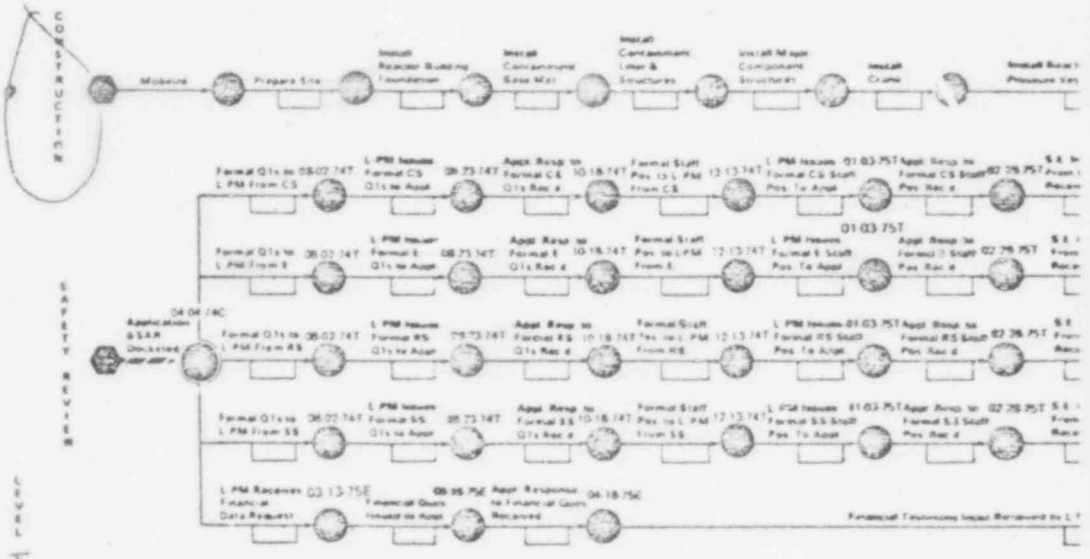 CONSTRUCTION
Mobilize
Prepare Site
Install
Reactor Building
Foundation
Install
Containment
Base Mat
Install
Containment
Liner &
Structures
Install Major
Component
Structures
Install
Crane
Install
Pressure
SAFETY REVIEW
Application
& SAR
Docketed
04-04-74C
Formal Q1s to
L PM From CS
08-02-74T
L PM Issues
Formal CS
Q1s to Appl
08-23-74T
Appl. Resp. to
Formal CS
Q1s Rec'd
10-18-74T
Formal Staff
Pos to L PM
From CS
12-13-74T
L PM Issues
Formal CS Staff
Pos. To Appl
01-03-75T
Appl Resp to
Formal CS Staff
Pos. Rec'd
02-28-75T
Formal Q1s to
L PM From E
08-02-74T
L PM Issues
Formal E
Q1s to Appl
08-23-74T
Appl Resp to
Formal E
Q1s Rec'd
10-18-74T
Formal Staff
Pos to L PM
From E
12-13-74T
L PM Issues
Formal E Staff
Pos. To Appl
01-03-75T
Appl Resp to
Formal E Staff
Pos Rec'd
02-28-75T
Formal Q1s to
L PM From RS
08-02-74T
L PM Issues
Formal RS
Q1s to Appl
08-23-74T
Appl Resp to
Formal RS
Q1s Rec'd
10-18-74T
Formal Staff
Pos to L PM
From RS
12-13-74T
L PM Issues
Formal RS Staff
Pos To Appl
01-03-75T
Appl Resp to
Formal RS Staff
Pos Rec'd
02-28-75T
Formal Q1s to
L PM From SS
08-02-74T
L PM Issues
Formal SS
Q1s to Appl
08-23-74T
Appl Resp to
Formal SS
Q1s Rec'd
10-18-74T
Formal Staff
Pos to L PM
From SS
12-13-74T
L PM Issues
Formal SS Staff
Pos To Appl
01-03-75T
Appl Resp to
Formal SS Staff
Pos Rec'd
02-28-75T
LEVEL
L PM Receives
Financial
Data Request
03-13-75E
Financial Ques
Issued to Appl
Appl Response
to Financial Ques
Received
04-18-75E
Financial Testimony Input Received by L